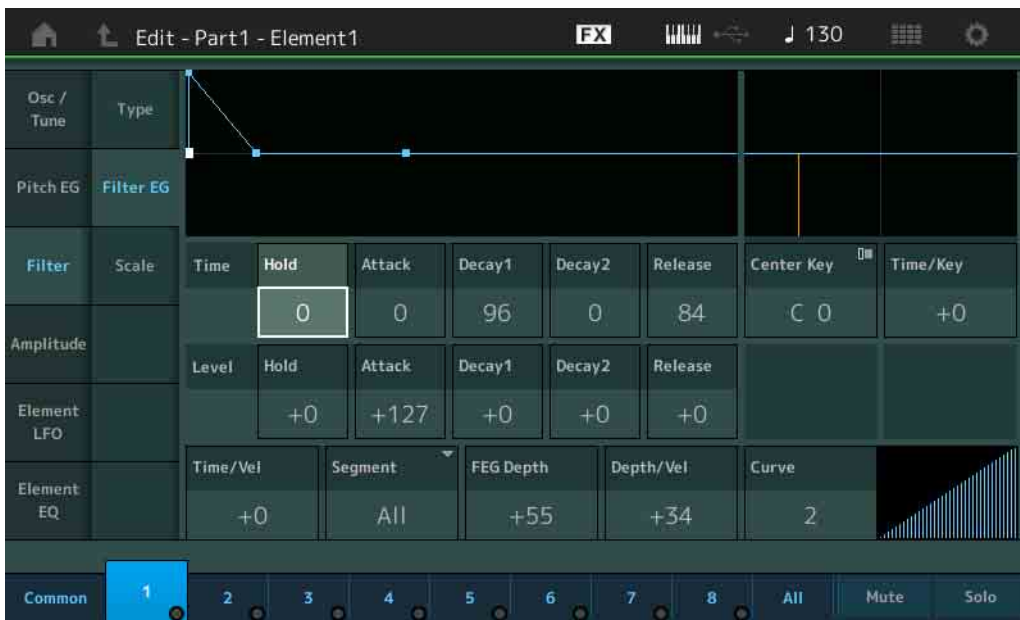 Edit - Part1 - Element1
FX
130
Osc /
Tune
Type
Pitch EG
Filter EG
Filter
Scale
Time
Hold
Attack
Decay1
Decay2
Release
Center Key
Time/Key
0
0
96
0
84
C 0
+0
Amplitude
Level
Hold
Attack
Decay1
Decay2
Release
+0
+127
+0
+0
+0
Element
LFO
Time/Vel
Segment
FEG Depth
Depth/Vel
Curve
+0
All
+55
+34
2
Element
EQ
Common
1
2
3
4
5
6
7
8
All
Mute
Solo